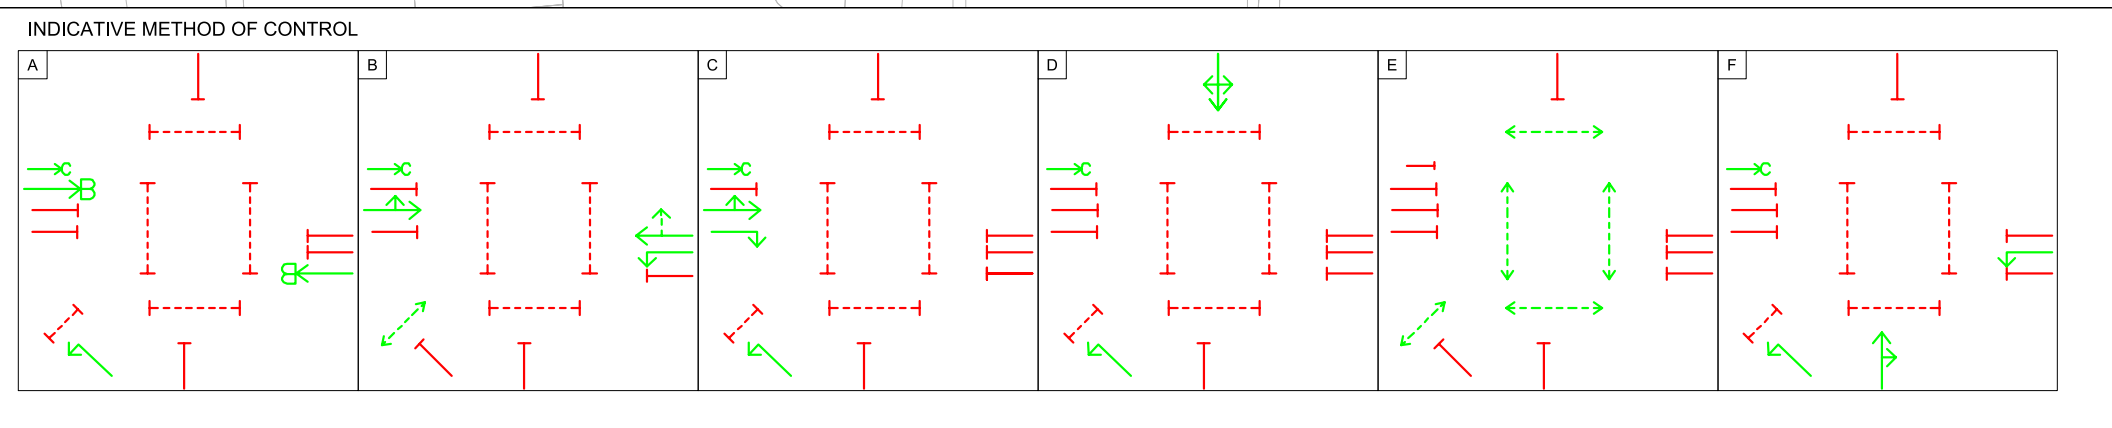 INDICATIVE METHOD OF CONTROL
A B C D E F
C C C C C
B
B